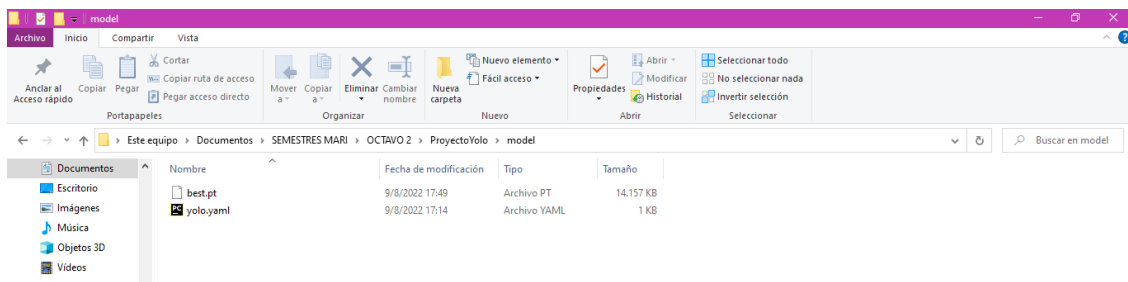 model
Archivo Inicio Compartir Vista
Anclar al Acceso rápido
Copiar
Pegar
Cortar
Copiar ruta de acceso
Pegar acceso directo
Portapapeles
Mover a
Copiar a
Eliminar
Cambiar nombre
Organizar
Nueva carpeta
Nuevo elemento
Fácil acceso
Nuevo
Propiedades
Abrir
Modificar
Historial
Abrir
Seleccionar todo
No seleccionar nada
Invertir selección
Seleccionar
Este equipo > Documentos > SEMESTRES MARI > OCTAVO 2 > ProyectoYolo > model
Buscar en model
Documentos
Escritorio
Imágenes
Música
Objetos 3D
Vídeos
Nombre Fecha de modificación Tipo Tamaño
best.pt 9/8/2022 17:49 Archivo PT 14.157 KB
yolo.yaml 9/8/2022 17:14 Archivo YAML 1 KB